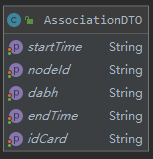 C AssociationDTO
p startTime String
p nodeId String
p dabh String
p endTime String
p idCard String